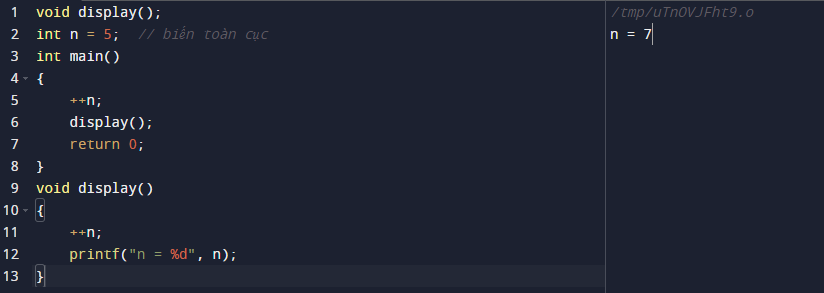 1 void display();
2 int n = 5;  // biến toàn cục
3 int main()
4 {
5     ++n;
6     display();
7     return 0;
8 }
9 void display()
10 {
11     ++n;
12     printf("n = %d", n);
13 }
/tmp/uTnOVJFht9.o
n = 7